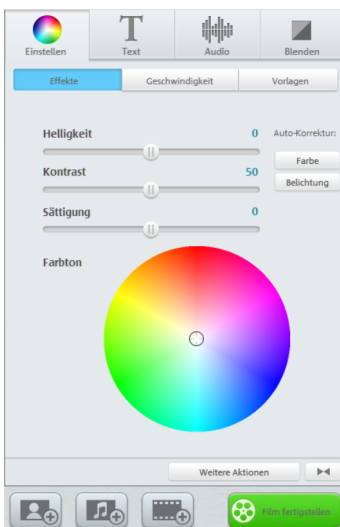 Einstellen Text Audio Blenden
Effekte Geschwindigkeit Vorlagen
Helligkeit 0 Auto-Korrektur:
Farbe
Kontrast 50
Belichtung
Sättigung 0
Farbton
Weitere Aktionen
Film fertigstellen